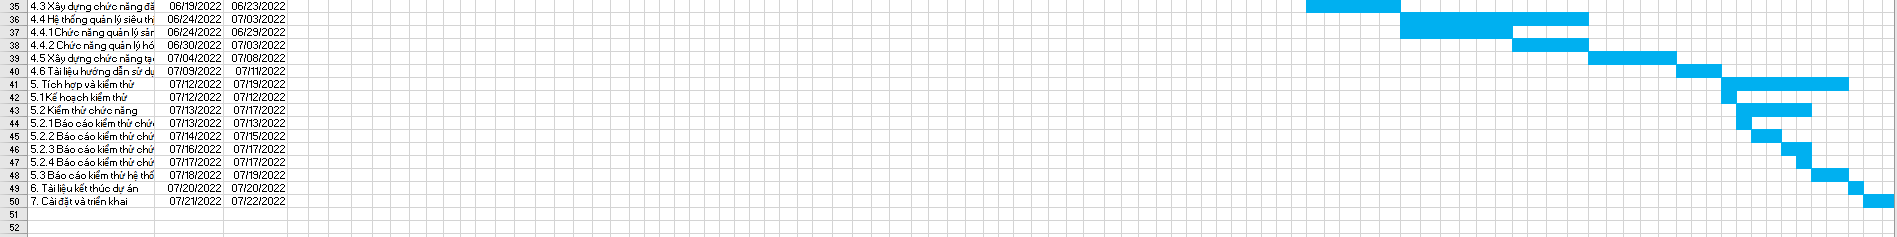 35 4.3 Xây dựng chức năng đă 06/19/2022 06/23/2022
36 4.4 Hệ thống quản lý siêu th 06/24/2022 07/03/2022
37 4.4.1 Chức năng quản lý sản 06/24/2022 06/29/2022
38 4.4.2 Chức năng quản lý hó 06/30/2022 07/03/2022
39 4.5 Xây dựng chức năng tạo 07/04/2022 07/08/2022
40 4.6 Tài liệu hướng dẫn sử dụ 07/09/2022 07/11/2022
41 5. Tích hợp và kiểm thử 07/12/2022 07/19/2022
42 5.1 Kế hoạch kiểm thử 07/12/2022 07/12/2022
43 5.2 Kiểm thử chức năng 07/13/2022 07/17/2022
44 5.2.1 Báo cáo kiểm thử chức 07/13/2022 07/13/2022
45 5.2.2 Báo cáo kiểm thử chứ 07/14/2022 07/15/2022
46 5.2.3 Báo cáo kiểm thử chứ 07/16/2022 07/17/2022
47 5.2.4 Báo cáo kiểm thử chứ 07/17/2022 07/17/2022
48 5.3 Báo cáo kiểm thử hệ thố 07/18/2022 07/19/2022
49 6. Tài liệu kết thúc dự án 07/20/2022 07/20/2022
50 7. Cài đặt và triển khai 07/21/2022 07/22/2022
51
52